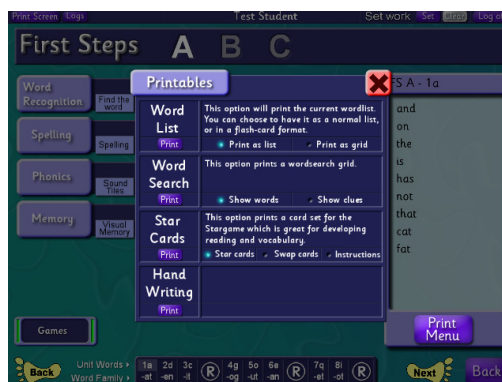 Print Screen Logs Test Student Set work Set Clear Log of
First Steps A B C
Printables
FS A - 1a
Word
Recognition
Find the
word
Spelling
Spelling
Phonics
Sound
Tiles
Memory
Visual
Memory
Word
List
Print
This option will print the current wordlist.
You can choose to have it as a normal list,
or in a flash-card format.
Print as list Print as grid
Word
Search
Print
This option prints a wordsearch grid.
Show words Show clues
Star
Cards
Print
This option prints a card set for the
Stargame which is great for developing
reading and vocabulary.
Star cards Swap cards Instructions
Hand
Writing
Print
and
on
the
is
has
not
that
cat
fat
Print
Menu
Games
Back
Unit Words 1a 2d 3c R 4g 5o 6e R 7q 8i R
Word Family -at -en -it -og -ut -an -et -ot
Next
Back